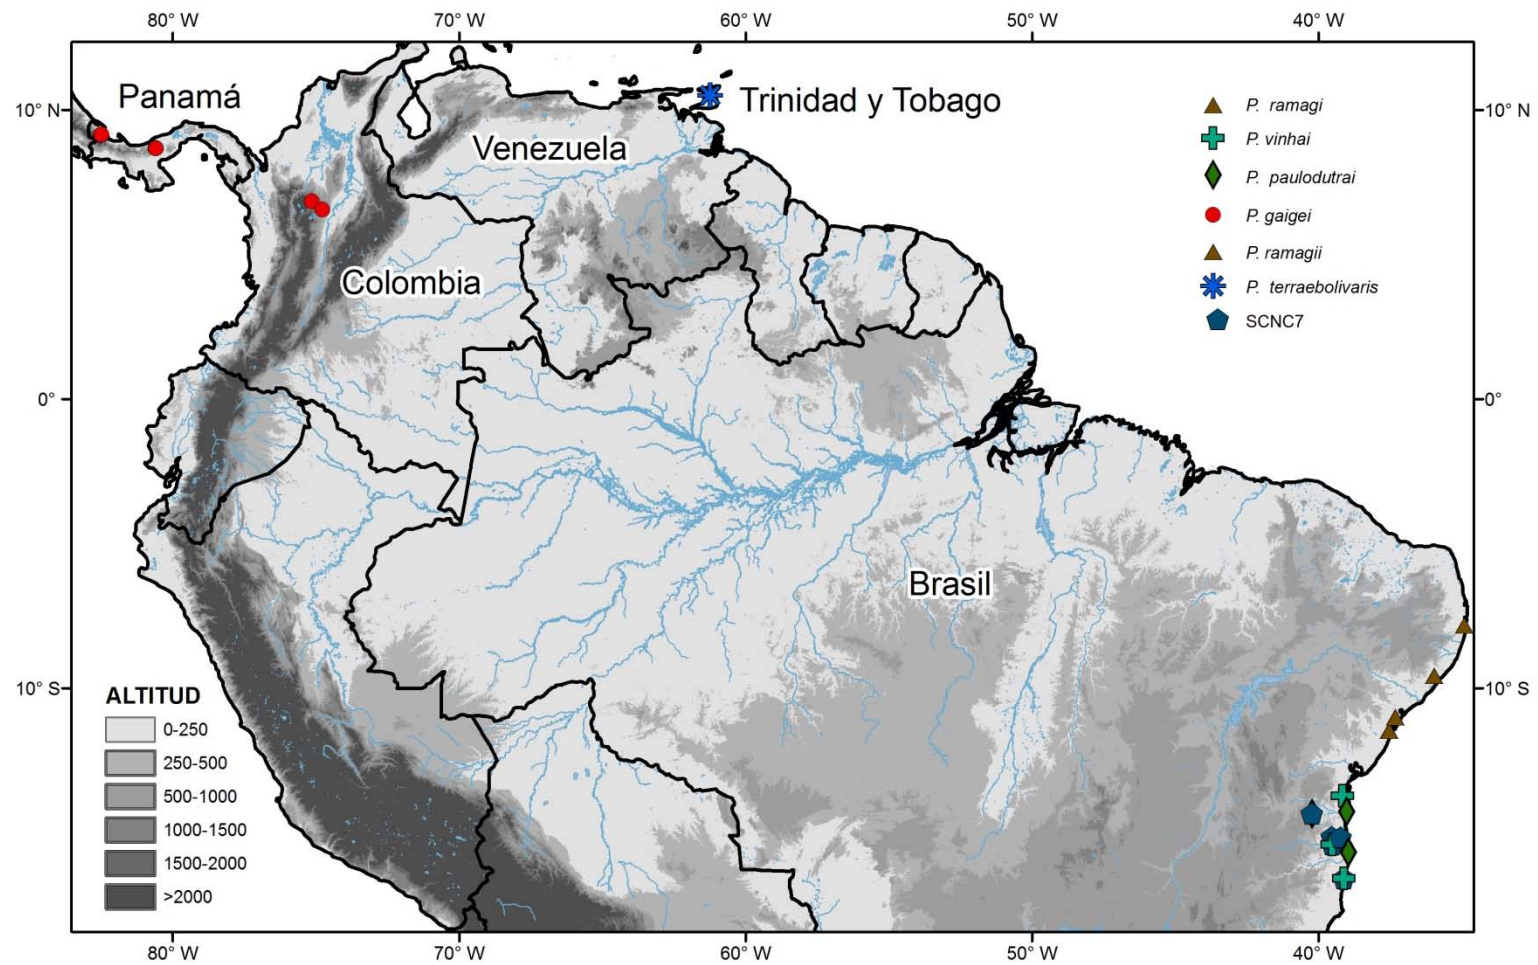 80° W 70° W 60° W 50° W 40° W
Panamá
Trinidad y Tobago
10° N
10° N
Venezuela
Colombia
P. ramagi
P. vinhai
P. paulodutrai
P. gaigei
P. ramagii
P. terraebolivaris
SCNC7
0°
0°
Brasil
10° S
10° S
ALTITUD
0-250
250-500
500-1000
1000-1500
1500-2000
>2000
80° W 70° W 60° W 50° W 40° W